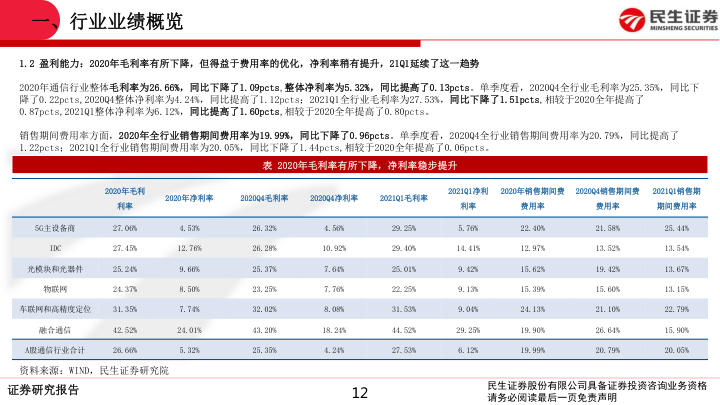 一、行业业绩概览
民生证券
MINSHENG SECURITIES
1.2 盈利能力：2020年毛利率有所下降，但得益于费用率的优化，净利率稍有提升，21Q1延续了这一趋势
2020年通信行业整体毛利率为26.66%，同比下降了1.09pcts,整体净利率为5.32%，同比提高了0.13pcts。单季度看，2020Q4全行业毛利率为25.35%，同比下
降了0.22pcts,2020Q4整体净利率为4.24%，同比提高了1.12pcts；2021Q1全行业毛利率为27.53%，同比下降了1.51pcts,相较于2020全年提高了
0.87pcts,2021Q1整体净利率为6.12%，同比提高了1.60pcts,相较于2020全年提高了0.80pcts。
销售期间费用率方面，2020年全行业销售期间费用率为19.99%，同比下降了0.96pcts。单季度看，2020Q4全行业销售期间费用率为20.79%，同比提高了
1.22pcts；2021Q1全行业销售期间费用率为20.05%，同比下降了1.44pcts,相较于2020全年提高了0.06pcts。
表 2020年毛利率有所下降，净利率稳步提升
2020年毛利 2020年净利率 2020Q4毛利率 2020Q4净利率 2021Q1毛利率 2021Q1净利 2020年销售期间费 2020Q4销售期间费 2021Q1销售期
利率 利率 费用率 费用率 期间费用率
5G主设备商 27.06% 4.53% 26.32% 4.56% 29.25% 5.76% 22.40% 21.58% 25.44%
IDC 27.45% 12.76% 26.28% 10.92% 29.40% 14.41% 12.97% 13.52% 13.54%
光模块和光器件 25.24% 9.66% 25.37% 7.64% 25.01% 9.42% 15.62% 19.42% 13.67%
物联网 24.37% 8.50% 23.25% 7.76% 22.25% 9.13% 15.39% 15.60% 13.15%
车联网和高精度定位 31.35% 7.74% 32.02% 8.08% 31.53% 9.04% 24.13% 21.10% 22.79%
融合通信 42.52% 24.01% 43.20% 18.24% 44.52% 29.25% 19.90% 26.64% 15.90%
A股通信行业合计 26.66% 5.32% 25.35% 4.24% 27.53% 6.12% 19.99% 20.79% 20.05%
资料来源：WIND，民生证券研究院
证券研究报告
12
民生证券股份有限公司具备证券投资咨询业务资格
请务必阅读最后一页免责声明